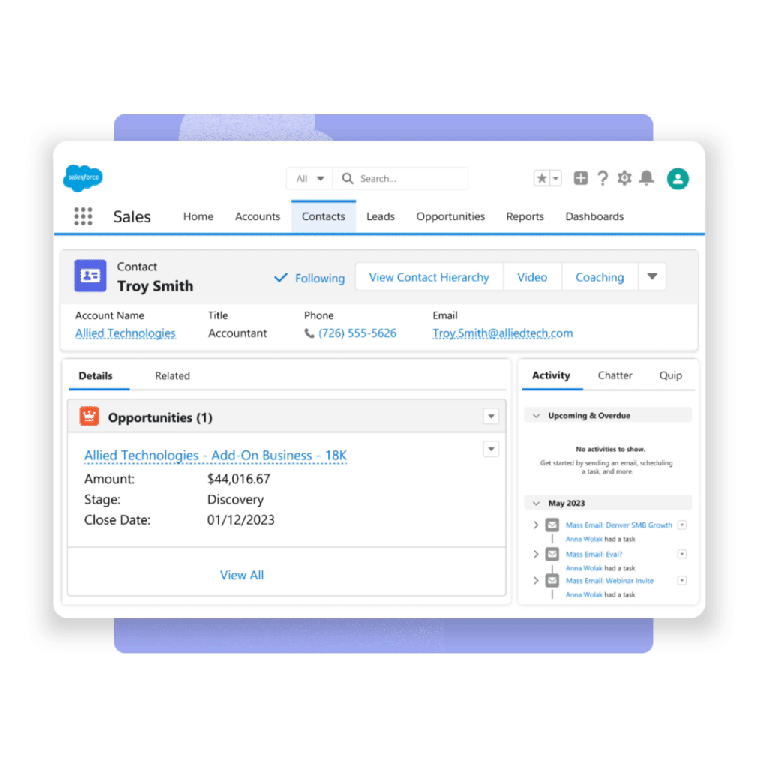 salesforce
All
Search...
Sales
Home Accounts Contacts Leads Opportunities Reports Dashboards
Contact
Troy Smith
Following
View Contact Hierarchy Video Coaching
Account Name Title Phone Email
Allied Technologies Accountant (726) 555-5626 Troy.Smith@alliedtech.com
Details Related
Opportunities (1)
Allied Technologies - Add-On Business - 18K
Amount: $44,016.67
Stage: Discovery
Close Date: 01/12/2023
View All
Activity Chatter Quip
Upcoming & Overdue
No activities to show.
Get started by sending an email, scheduling
a task, and more.
May 2023
Mass Email: Denver SMB Growth
Anna Wolak had a task
Mass Email: Eval?
Anna Wolak had a task
Mass Email: Webinar Invite
Anna Wolak had a task